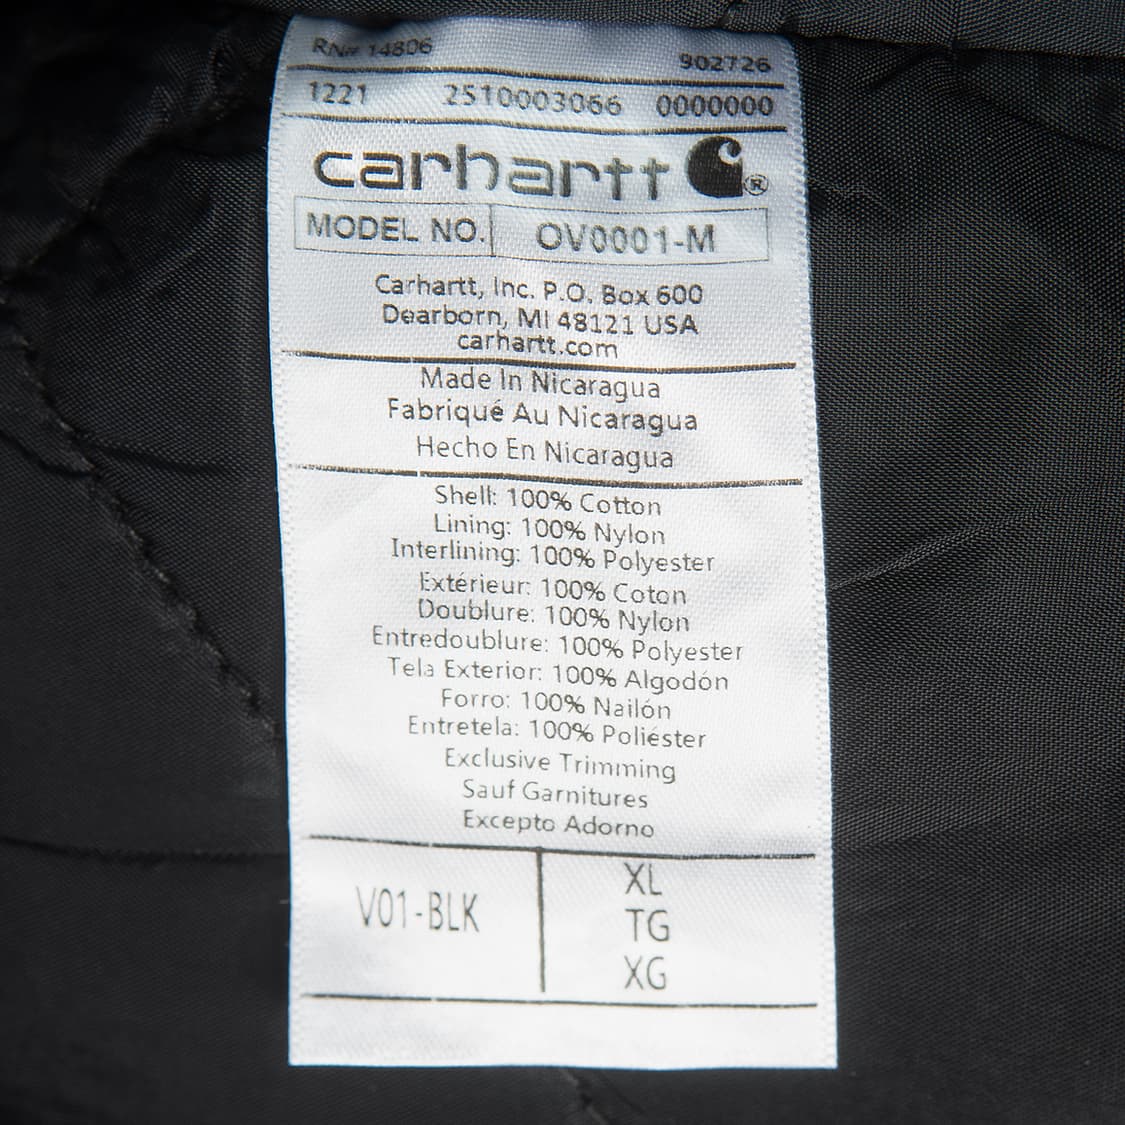 RN# 14806 902726
1221 2510003066 0000000
carhartt ®
MODEL NO. OV0001-M
Carhartt, Inc. P.O. Box 600
Dearborn, MI 48121 USA
carhartt.com
Made In Nicaragua
Fabriqué Au Nicaragua
Hecho En Nicaragua
Shell: 100% Cotton
Lining: 100% Nylon
Interlining: 100% Polyester
Extérieur: 100% Coton
Doublure: 100% Nylon
Entredoublure: 100% Polyester
Tela Exterior: 100% Algodón
Forro: 100% Nailón
Entretela: 100% Poliéster
Exclusive Trimming
Sauf Garnitures
Excepto Adorno
V01-BLK
XL
TG
XG